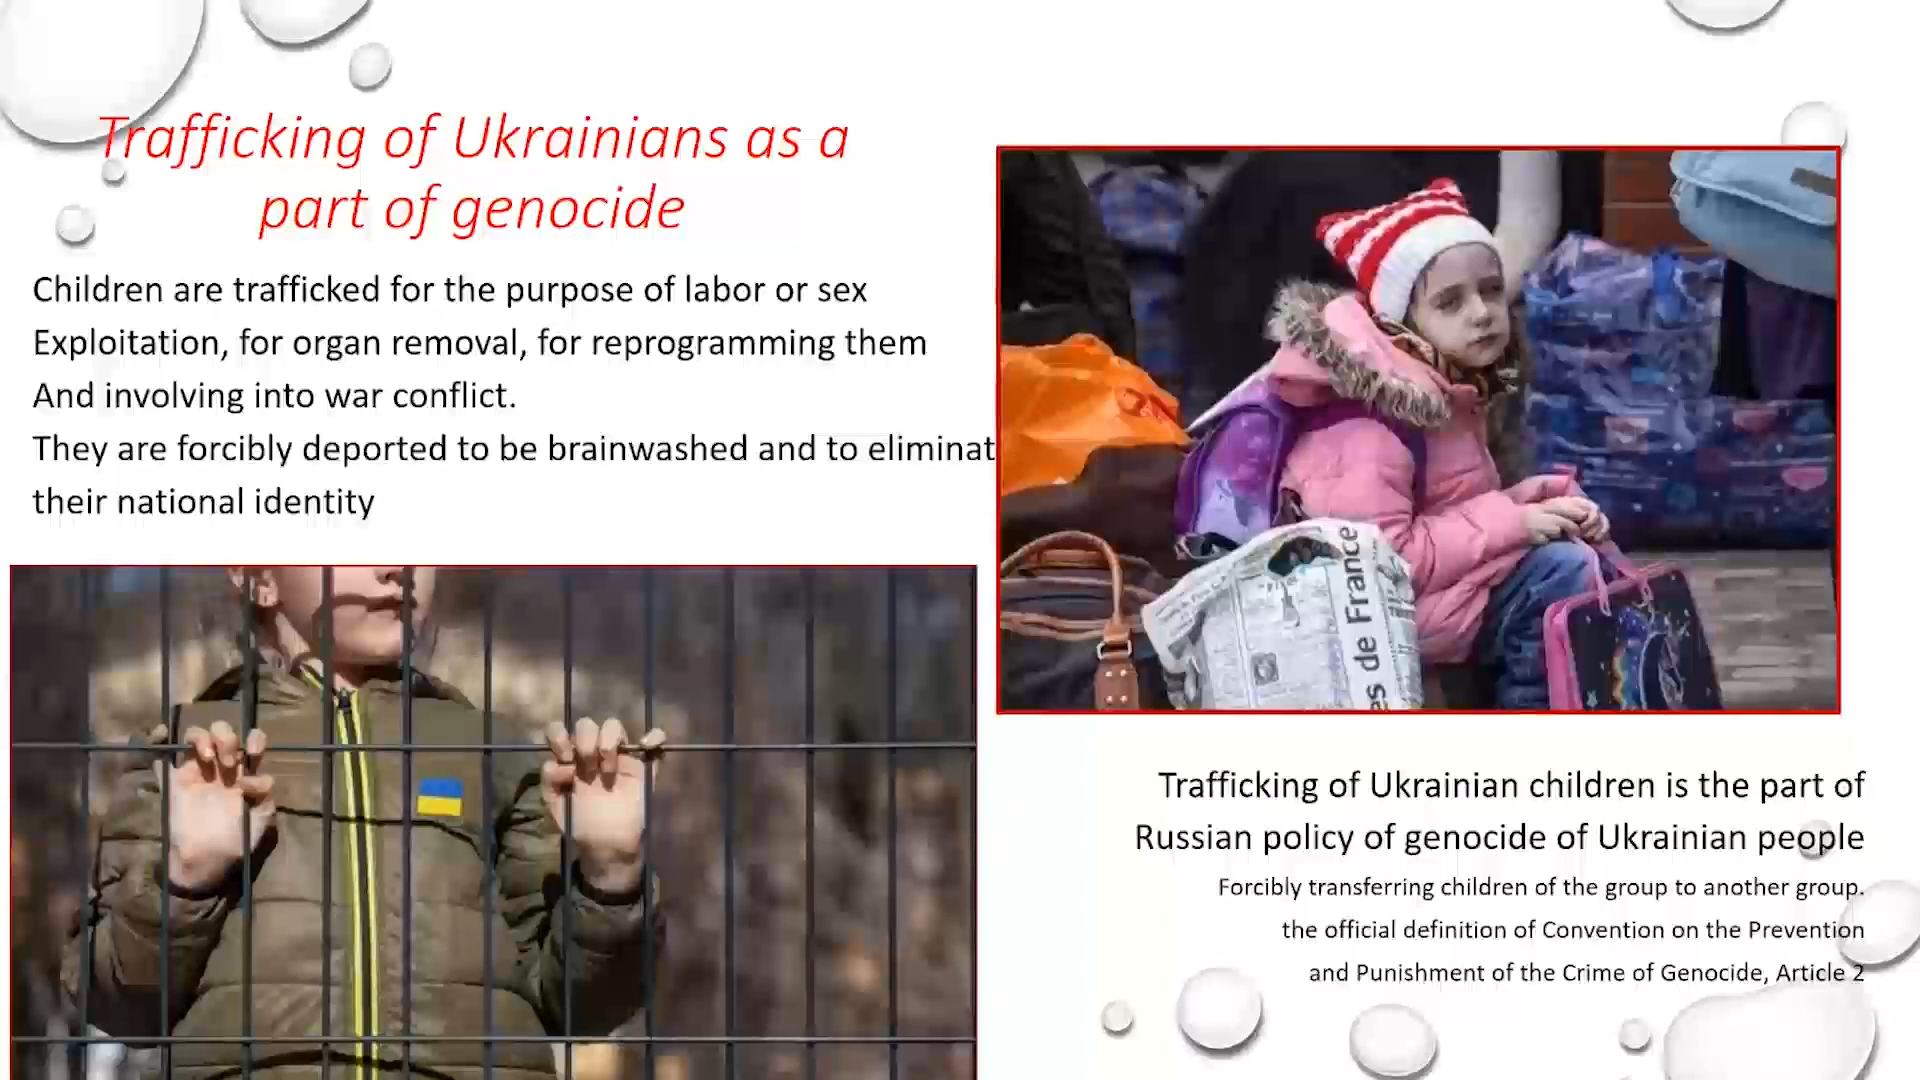 Trafficking of Ukrainians as a
part of genocide
Children are trafficked for the purpose of labor or sex
Exploitation, for organ removal, for reprogramming them
And involving into war conflict.
They are forcibly deported to be brainwashed and to eliminat
their national identity
es de France
Trafficking of Ukrainian children is the part of
Russian policy of genocide of Ukrainian people
Forcibly transferring children of the group to another group.
the official definition of Convention on the Prevention
and Punishment of the Crime of Genocide, Article 2